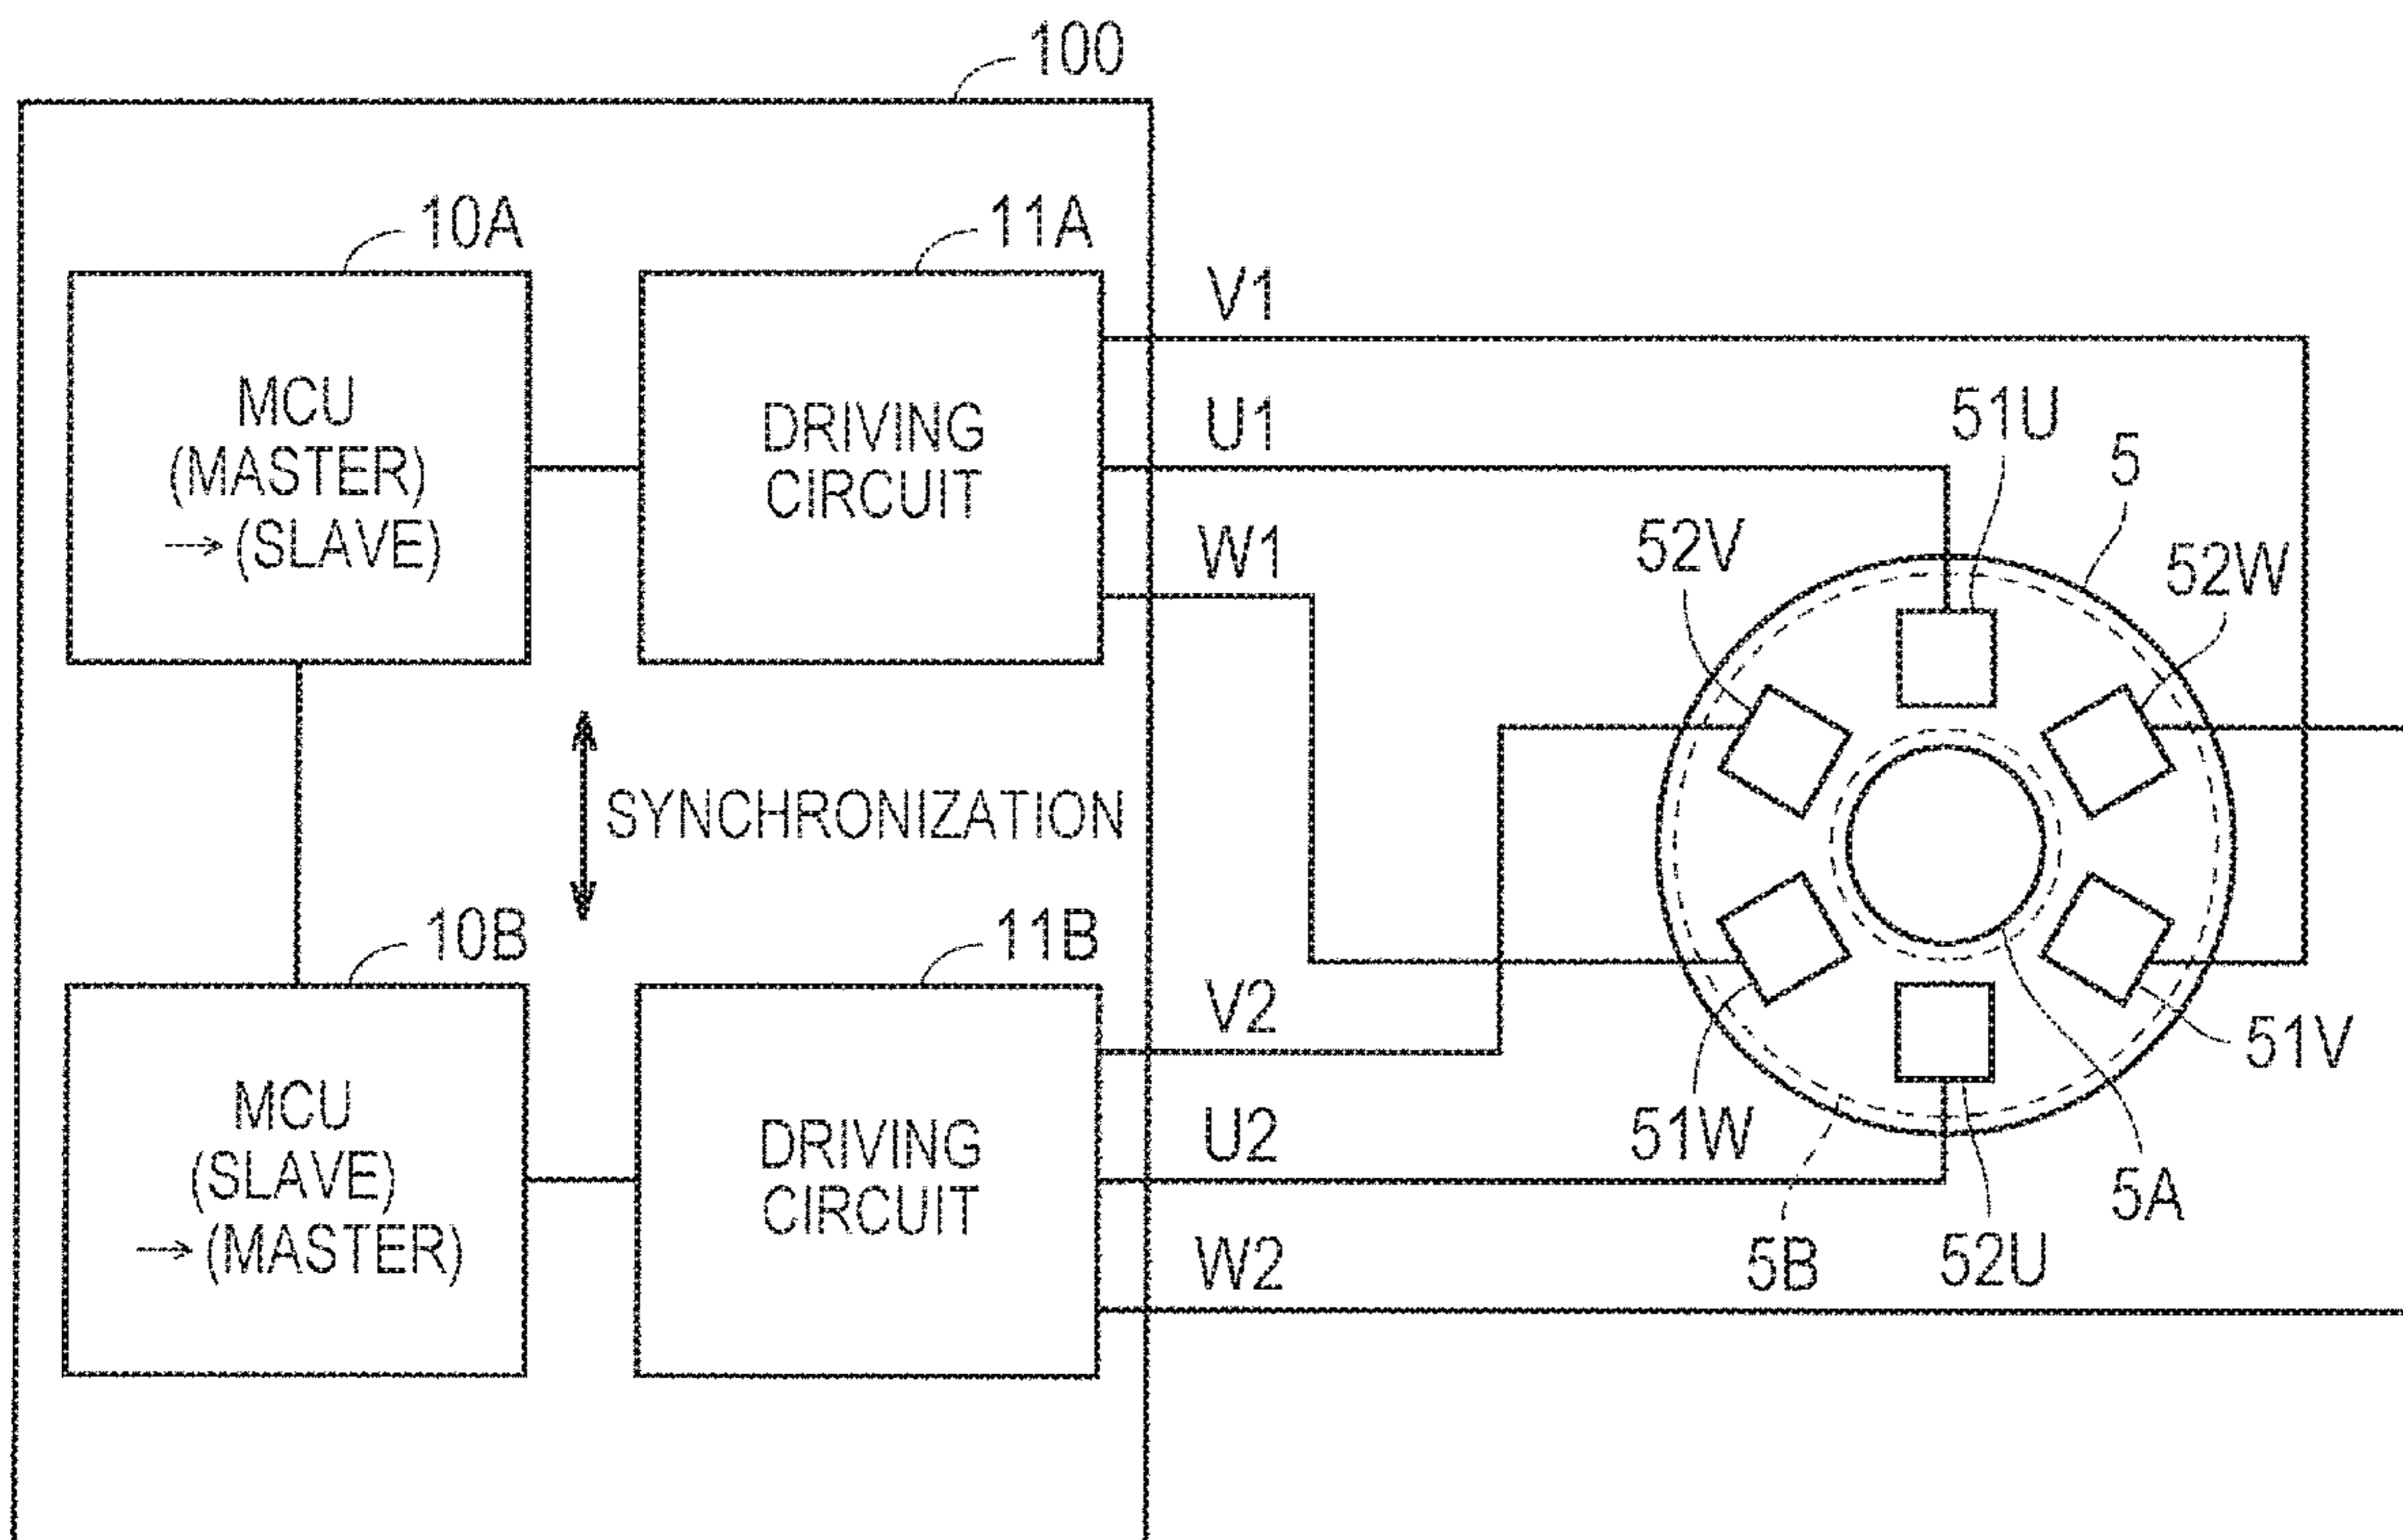 100
10A
11A
MCU
(MASTER)
→ (SLAVE)
DRIVING
CIRCUIT
V1
U1
W1
51U
5
52V
52W
SYNCHRONIZATION
10B
11B
MCU
(SLAVE)
→ (MASTER)
DRIVING
CIRCUIT
V2
U2
W2
51V
51W
5A
5B
52U